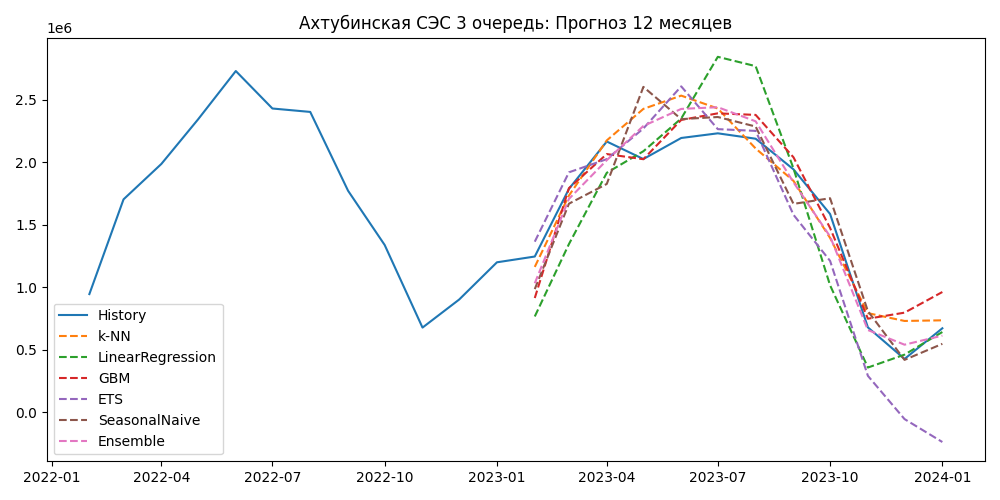 Ахтубинская СЭС 3 очередь: Прогноз 12 месяцев
1e6
2.5
2.0
1.5
1.0
0.5
0.0
History
k-NN
LinearRegression
GBM
ETS
SeasonalNaive
Ensemble
2022-01 2022-04 2022-07 2022-10 2023-01 2023-04 2023-07 2023-10 2024-01